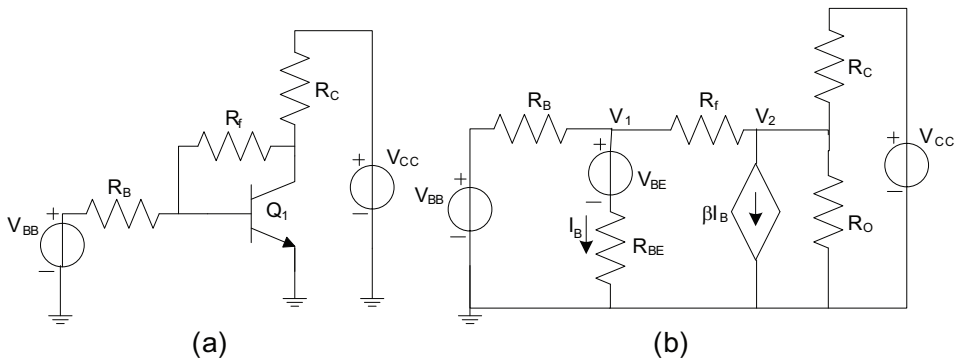 R_C
R_f
V_CC
+
−
R_B
Q_1
V_BB
+
−
(a)
R_B
V_1
R_f
V_2
R_C
V_CC
+
−
+
−
V_BE
V_BB
+
−
I_B
R_BE
βI_B
R_O
(b)